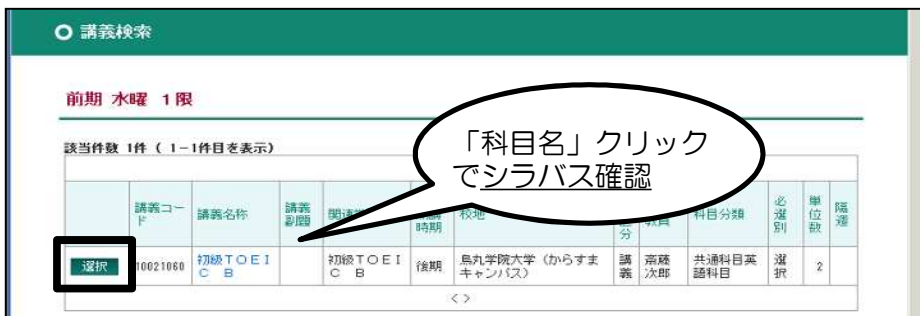 講義検索
前期 水曜 1限
「科目名」クリック
でシラバス確認
該当件数 1件 ( 1-1件目を表示)
講義コード 講義名称 講義副題 時期 校地 分 科目分類 必選別 単位数 隔週
選択 10021060 初級TOEIC B 初級TOEIC B 後期 烏丸学院大学 (からすまキャンパス) 講義 斎藤次郎 共通科目英語科目 選択 2
<>